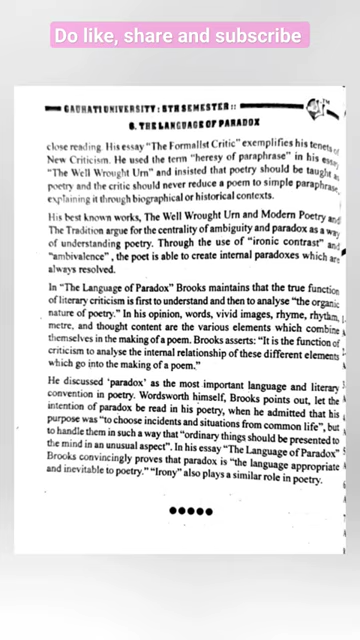 Do like, share and subscribe
GAUHATI UNIVERSITY : 5TH SEMESTER ::
6. THE LANGUAGE OF PARADOX
close reading. His essay “The Formalist Critic” exemplifies his tenets of
New Criticism. He used the term “heresy of paraphrase” in his essay
“The Well Wrought Urn” and insisted that poetry should be taught as
poetry and the critic should never reduce a poem to simple paraphrase,
explaining it through biographical or historical contexts.
His best known works, The Well Wrought Urn and Modern Poetry and
The Tradition argue for the centrality of ambiguity and paradox as a way
of understanding poetry. Through the use of “ironic contrast” and
“ambivalence” , the poet is able to create internal paradoxes which are
always resolved.
In “The Language of Paradox” Brooks maintains that the true function
of literary criticism is first to understand and then to analyse “the organic
nature of poetry.” In his opinion, words, vivid images, rhyme, rhythm,
metre, and thought content are the various elements which combine
themselves in the making of a poem. Brooks asserts: “It is the function of
criticism to analyse the internal relationship of these different elements
which go into the making of a poem.”
He discussed ‘paradox’ as the most important language and literary
convention in poetry. Wordsworth himself, Brooks points out, let the
intention of paradox be read in his poetry, when he admitted that his
purpose was “to choose incidents and situations from common life”, but
to handle them in such a way that “ordinary things should be presented to
the mind in an unusual aspect”. In his essay “The Language of Paradox”
Brooks convincingly proves that paradox is “the language appropriate
and inevitable to poetry.” “Irony” also plays a similar role in poetry.